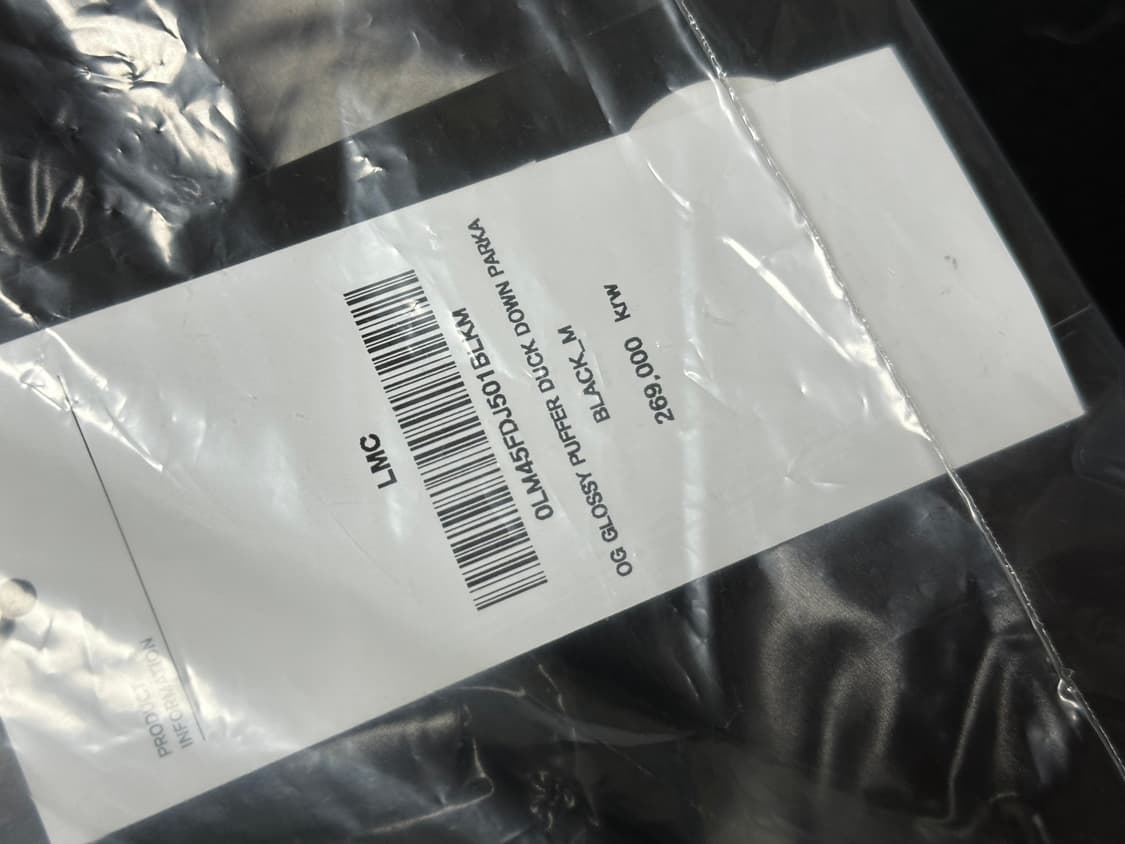 PRODUCT
INFORMATION
LMC
0LM45FDJ501BLKM
OG GLOSSY PUFFER DUCK DOWN PARKA
BLACK_M
269,000 krw